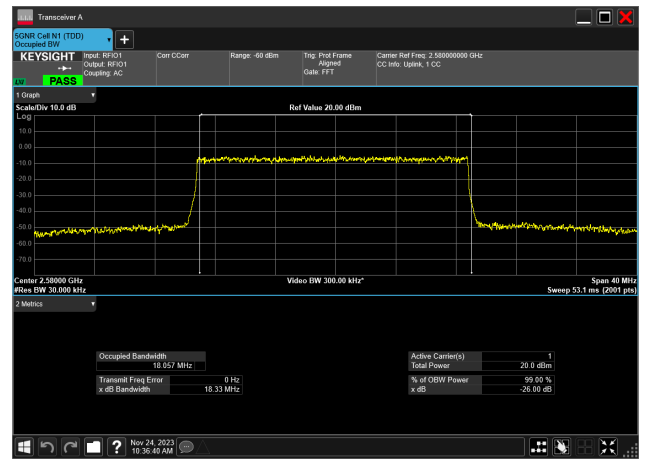 Transceiver A
5GNR Cell N1 (TDD)
Occupied BW
KEYSIGHT
Input: RFIO1
Output: RFIO1
Coupling: AC
Corr CCorr
Range: -60 dBm
Trig: Prot Frame
Aligned
Gate: FFT
Carrier Ref Freq: 2.580000000 GHz
CC Info: Uplink, 1 CC
LW
PASS
1 Graph
Scale/Div 10.0 dB
Ref Value 20.00 dBm
Log
10.0
0.00
-10.0
-20.0
-30.0
-40.0
-50.0
-60.0
-70.0
Center 2.58000 GHz
Video BW 300.00 kHz*
Span 40 MHz
#Res BW 30.000 kHz
Sweep 53.1 ms (2001 pts)
2 Metrics
Occupied Bandwidth
18.057 MHz
Transmit Freq Error 0 Hz
x dB Bandwidth 18.33 MHz
Active Carrier(s) 1
Total Power 20.0 dBm
% of OBW Power 99.00 %
x dB -26.00 dB
Nov 24, 2023
10:36:40 AM